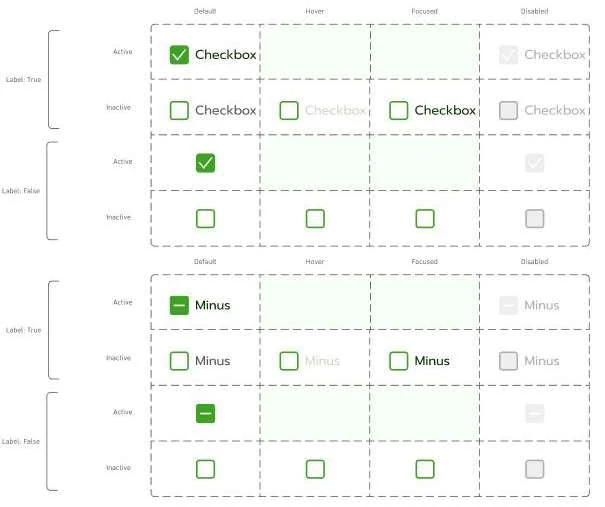 Default Hover Focused Disabled
Label: True
Active Checkbox Checkbox
Inactive Checkbox Checkbox Checkbox Checkbox
Label: False
Active
Inactive
Default Hover Focused Disabled
Label: True
Active Minus Minus
Inactive Minus Minus Minus Minus
Label: False
Active
Inactive